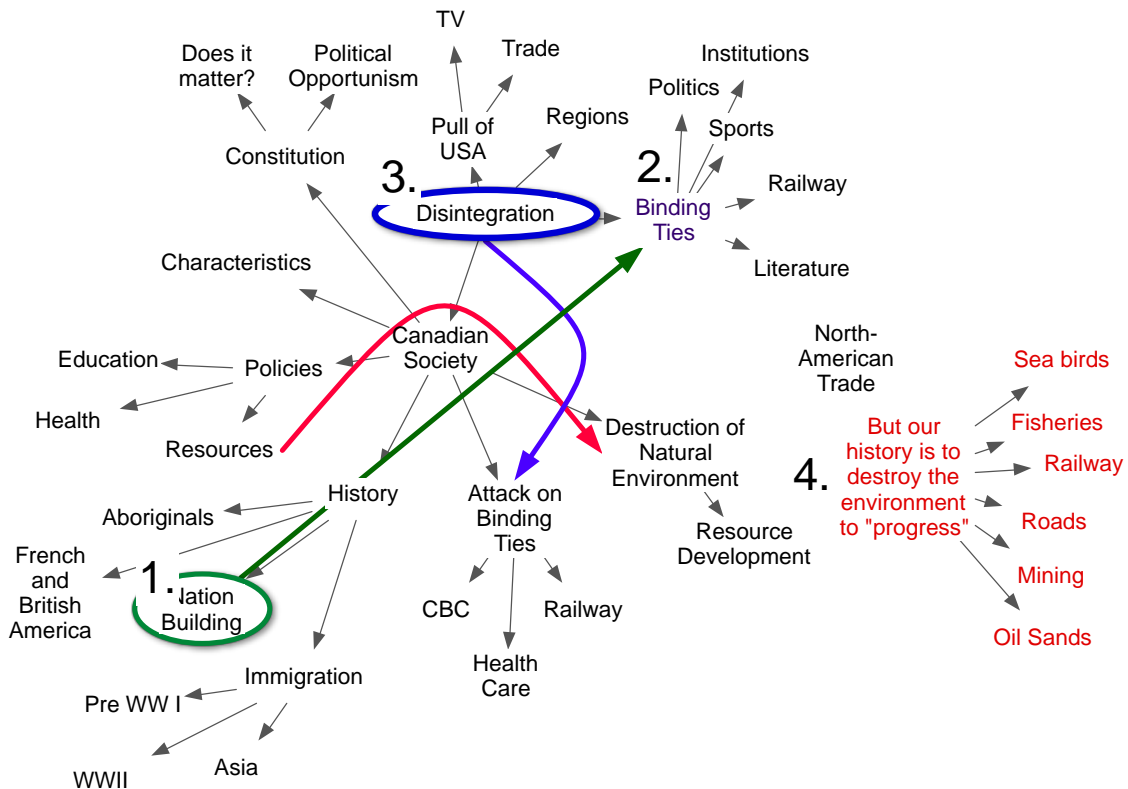 TV
Does it
matter?
Political
Opportunism
Trade
Institutions
Politics
Regions
Pull of
USA
Sports
Constitution
3.
2.
Railway
Disintegration
Binding
Ties
Characteristics
Literature
Canadian
Society
North-
American
Trade
Education
Policies
Sea birds
Health
Resources
Destruction of
Natural
Environment
But our
history is to
destroy the
environment
to "progress"
4.
Fisheries
Railway
History
Attack on
Binding
Ties
Aboriginals
Roads
Resource
Development
French
and
British
America
1.
Nation
Building
Mining
CBC
Railway
Oil Sands
Health
Care
Immigration
Pre WW I
Asia
WWII